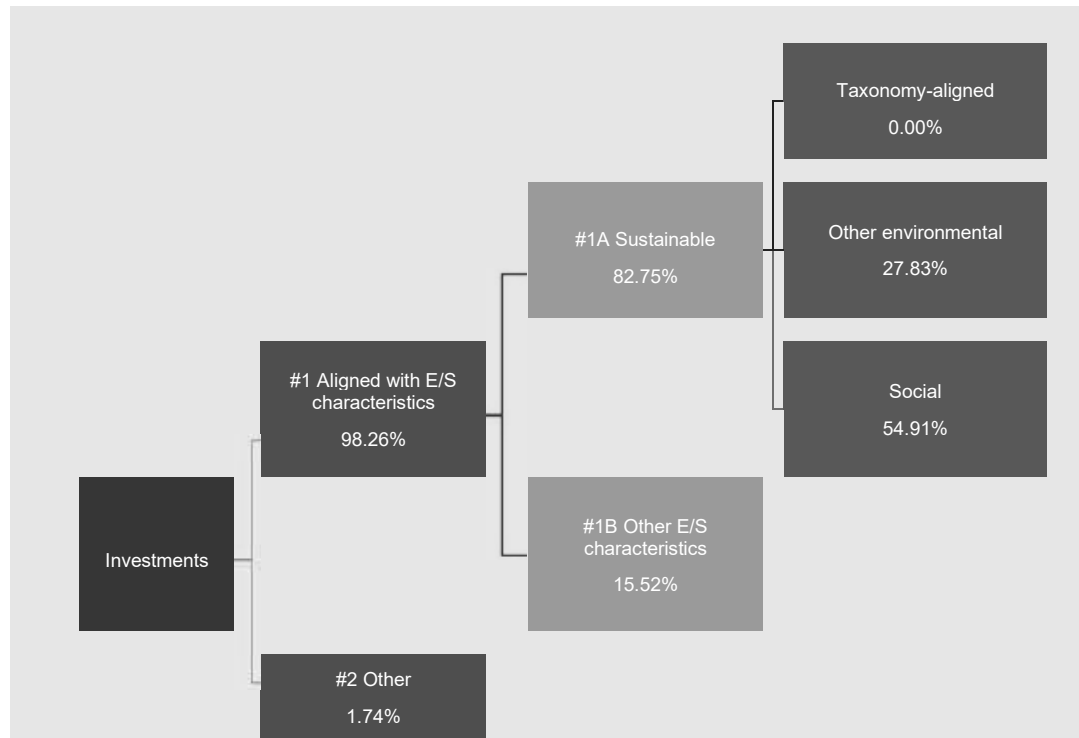 Taxonomy-aligned
0.00%
#1A Sustainable
82.75%
Other environmental
27.83%
#1 Aligned with E/S
characteristics
98.26%
Social
54.91%
Investments
#1B Other E/S
characteristics
15.52%
#2 Other
1.74%